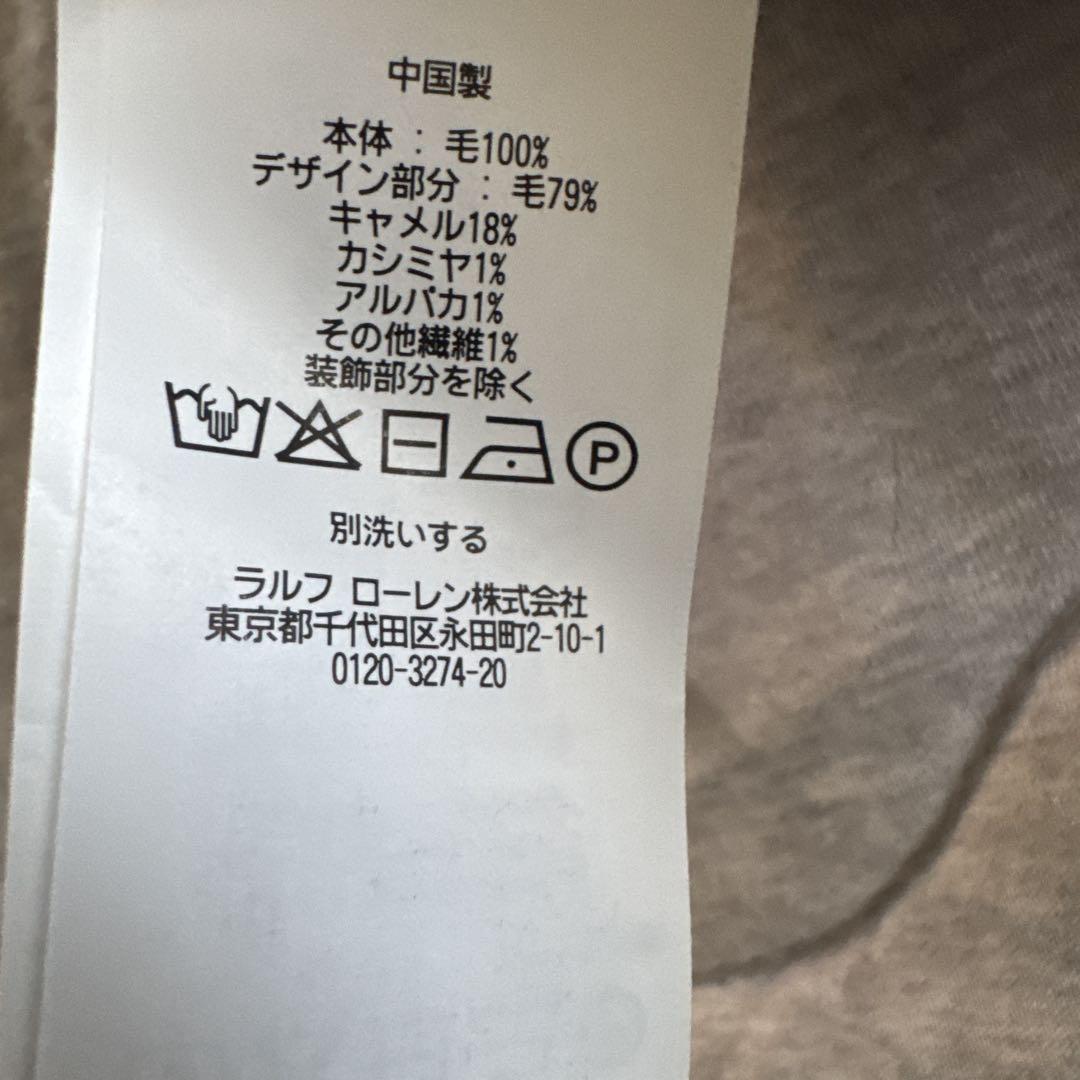 中国製
本体 : 毛100%
デザイン部分 : 毛79%
キャメル18%
カシミヤ1%
アルパカ1%
その他繊維1%
装飾部分を除く
P
別洗いする
ラルフ ローレン株式会社
東京都千代田区永田町2-10-1
0120-3274-20